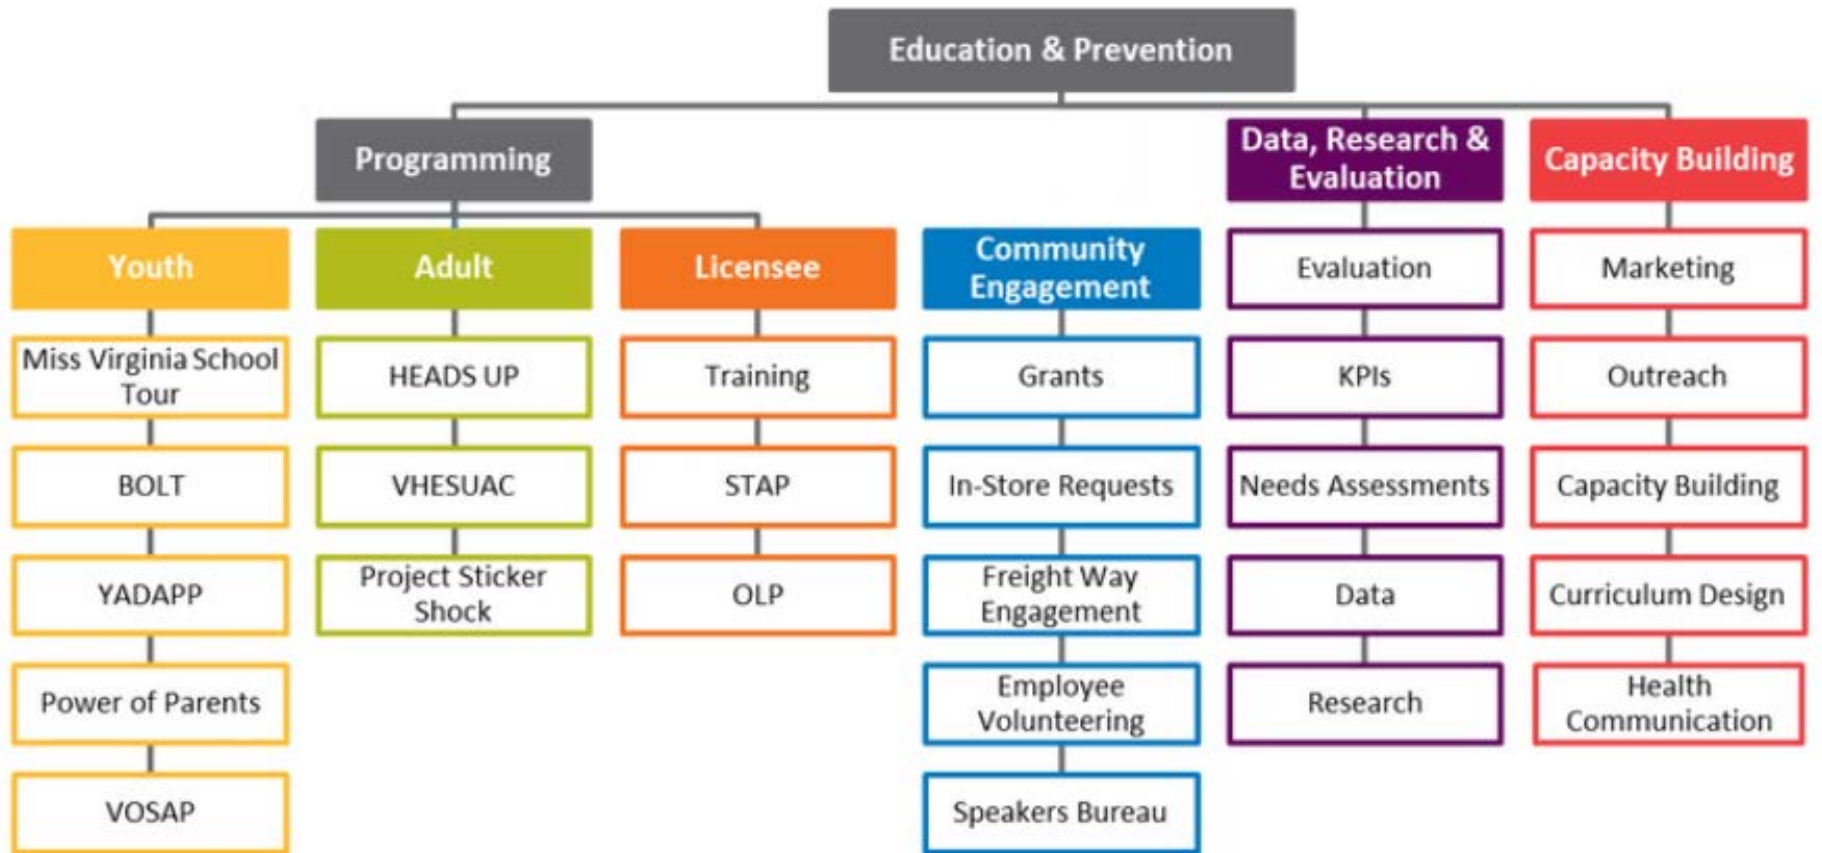 Education & Prevention
Programming
Data, Research &
Evaluation
Capacity Building
Youth
Adult
Licensee
Community
Engagement
Evaluation
Marketing
Miss Virginia School
Tour
HEADS UP
Training
Grants
KPIs
Outreach
BOLT
VHESUAC
STAP
In-Store Requests
Needs Assessments
Capacity Building
YADAPP
Project Sticker
Shock
OLP
Freight Way
Engagement
Data
Curriculum Design
Power of Parents
Employee
Volunteering
Research
Health
Communication
VOSAP
Speakers Bureau